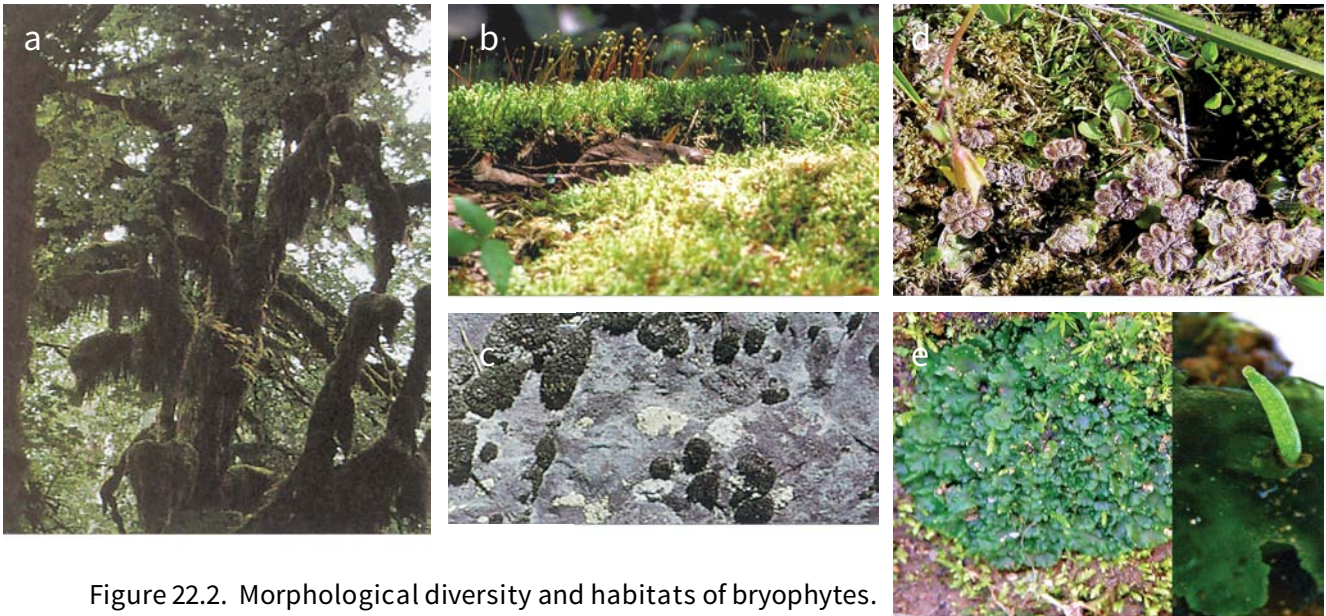 a
b
c
d
e
Figure 22.2. Morphological diversity and habitats of bryophytes.